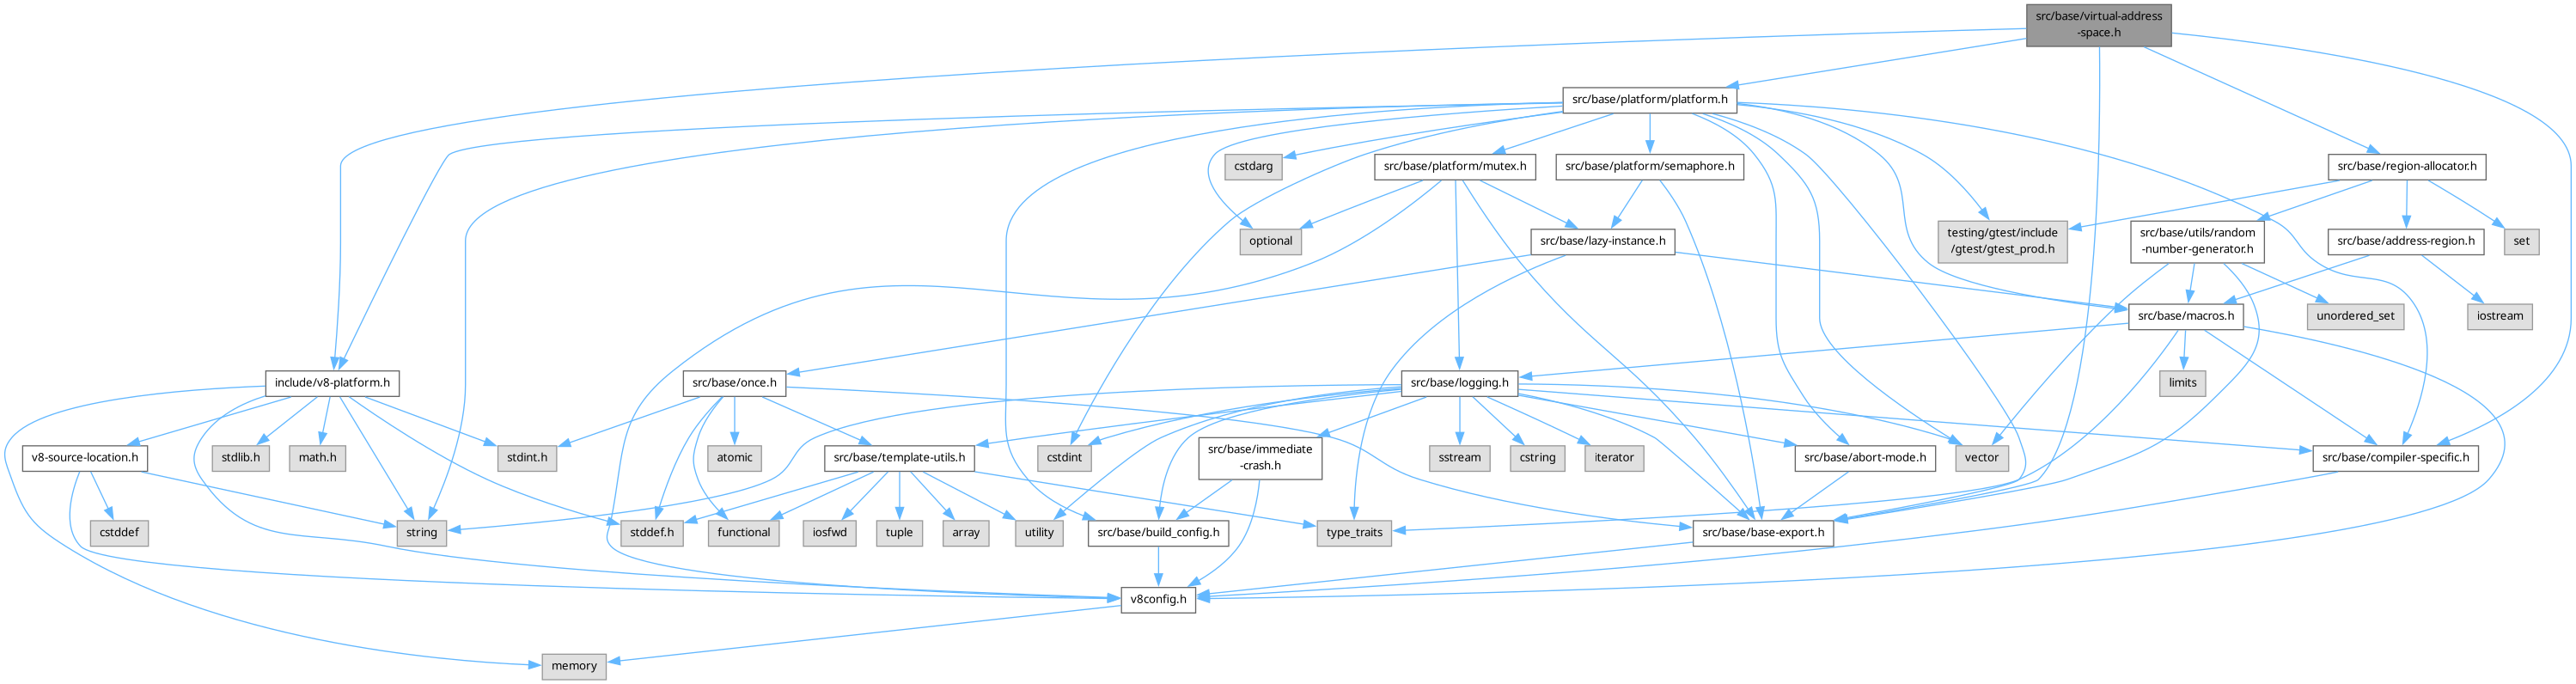 src/base/virtual-address
-space.h
src/base/platform/platform.h
cstdarg
src/base/platform/mutex.h
src/base/platform/semaphore.h
src/base/region-allocator.h
optional
src/base/lazy-instance.h
testing/gtest/include
/gtest/gtest_prod.h
src/base/utils/random
-number-generator.h
src/base/address-region.h
set
src/base/macros.h
unordered_set
iostream
include/v8-platform.h
src/base/once.h
src/base/logging.h
limits
v8-source-location.h
stdlib.h
math.h
stdint.h
atomic
src/base/template-utils.h
cstdint
src/base/immediate
-crash.h
sstream
cstring
iterator
src/base/abort-mode.h
vector
src/base/compiler-specific.h
cstddef
string
stddef.h
functional
iosfwd
tuple
array
utility
src/base/build_config.h
type_traits
src/base/base-export.h
v8config.h
memory